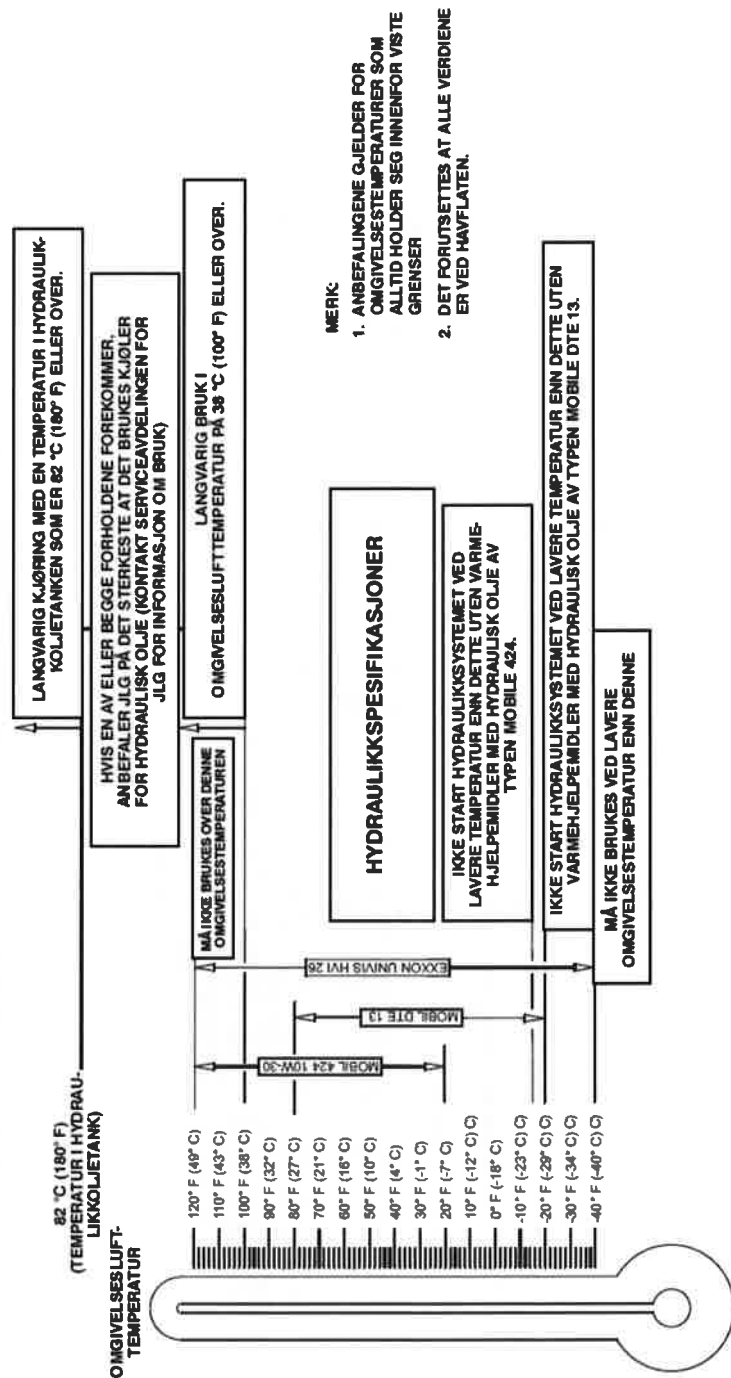 82 °C (180° F)
(TEMPERATUR I HYDRAU-
LIKKOLJETANK)
OMGIVELSESLUFT-
TEMPERATUR
120° F (49° C)
110° F (43° C)
100° F (38° C)
90° F (32° C)
80° F (27° C)
70° F (21° C)
60° F (16° C)
50° F (10° C)
40° F (4° C)
30° F (-1° C)
20° F (-7° C)
10° F (-12° C) C)
0° F (-18° C)
-10° F (-23° C) C)
-20° F (-29° C) C)
-30° F (-34° C) C)
-40° F (-40° C) C)
MOBIL 424 10W-30
MOBIL DTE 13
EXXON UNIVIS HVI 26
LANGVARIG KJØRING MED EN TEMPERATUR I HYDRAULIK-
KOLJETANKEN SOM ER 82 °C (180° F) ELLER OVER.
HVIS EN AV ELLER BEGGE FORHOLDENE FOREKOMMER,
ANBEFALER JLG PÅ DET STERKESTE AT DET BRUKES KJØLER
FOR HYDRAULISK OLJE (KONTAKT SERVICEAVDELINGEN FOR
JLG FOR INFORMASJON OM BRUK)
LANGVARIG BRUK I
OMGIVELSESLUFTTEMPERATUR PÅ 38 °C (100° F) ELLER OVER.
MÅ IKKE BRUKES OVER DENNE
OMGIVELSESTEMPERATUREN
HYDRAULIKKSPESIFIKASJONER
IKKE START HYDRAULIKKSYSTEMET VED
LAVERE TEMPERATUR ENN DETTE UTEN VARME-
HJELPEMIDLER MED HYDRAULISK OLJE AV
TYPEN MOBILE 424.
IKKE START HYDRAULIKKSYSTEMET VED LAVERE TEMPERATUR ENN DETTE UTEN
VARMEHJELPEMIDLER MED HYDRAULISK OLJE AV TYPEN MOBILE DTE 13.
MÅ IKKE BRUKES VED LAVERE
OMGIVELSESTEMPERATUR ENN DENNE
MERK:
1. ANBEFALINGENE GJELDER FOR
OMGIVELSESTEMPERATURER SOM
ALLTID HOLDER SEG INNENFOR VISTE
GRENSER
2. DET FORUTSETTES AT ALLE VERDIENE
ER VED HAVFLATEN.